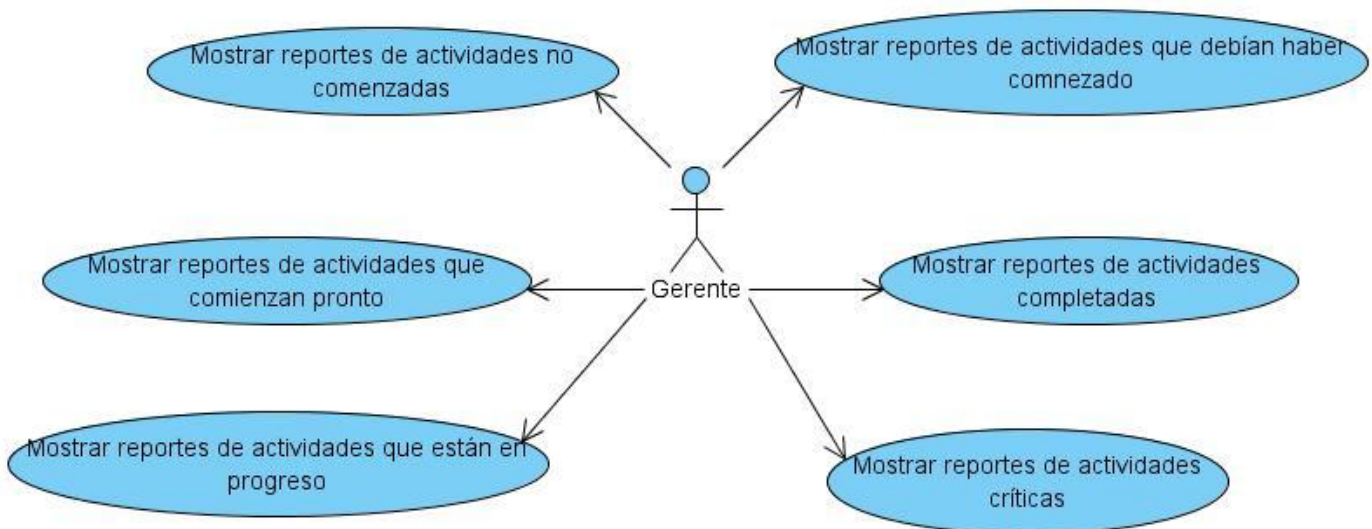 Mostrar reportes de actividades no
comenzadas
Mostrar reportes de actividades que debían haber
comnezado
Mostrar reportes de actividades que
comienzan pronto
Gerente
Mostrar reportes de actividades
completadas
Mostrar reportes de actividades que están en
progreso
Mostrar reportes de actividades
críticas